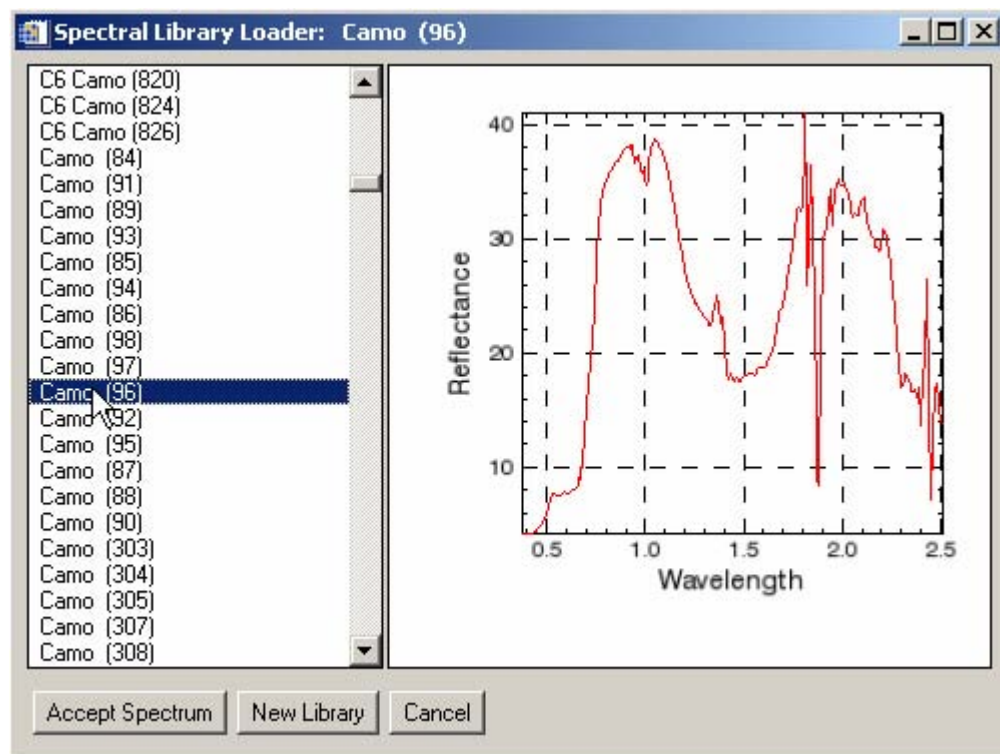 Spectral Library Loader: Camo (96)
C6 Camo (820)
C6 Camo (824)
C6 Camo (826)
Camo (84)
Camo (91)
Camo (89)
Camo (93)
Camo (85)
Camo (94)
Camo (86)
Camo (98)
Camo (97)
Camo (96)
Camo (92)
Camo (95)
Camo (87)
Camo (88)
Camo (90)
Camo (303)
Camo (304)
Camo (305)
Camo (307)
Camo (308)
40
30
20
10
Reflectance
0.5 1.0 1.5 2.0 2.5
Wavelength
Accept Spectrum New Library Cancel